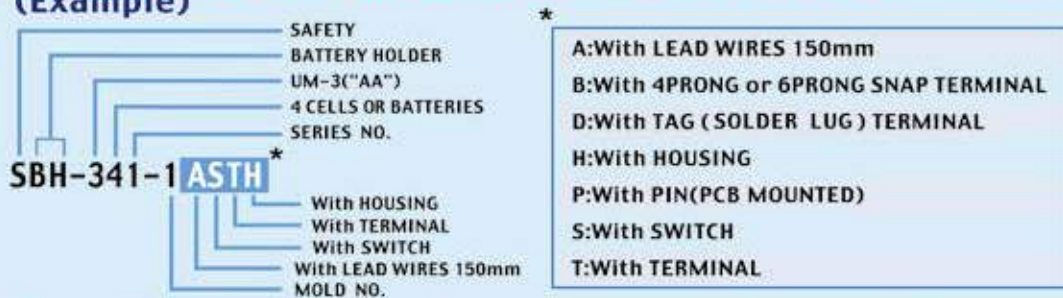 (Example)
SAFETY
BATTERY HOLDER
UM-3("AA")
4 CELLS OR BATTERIES
SERIES NO.
SBH-341-1 ASTH*
With HOUSING
With TERMINAL
With SWITCH
With LEAD WIRES 150mm
MOLD NO.
*
A:With LEAD WIRES 150mm
B:With 4PRONG or 6PRONG SNAP TERMINAL
D:With TAG ( SOLDER LUG ) TERMINAL
H:With HOUSING
P:With PIN(PCB MOUNTED)
S:With SWITCH
T:With TERMINAL